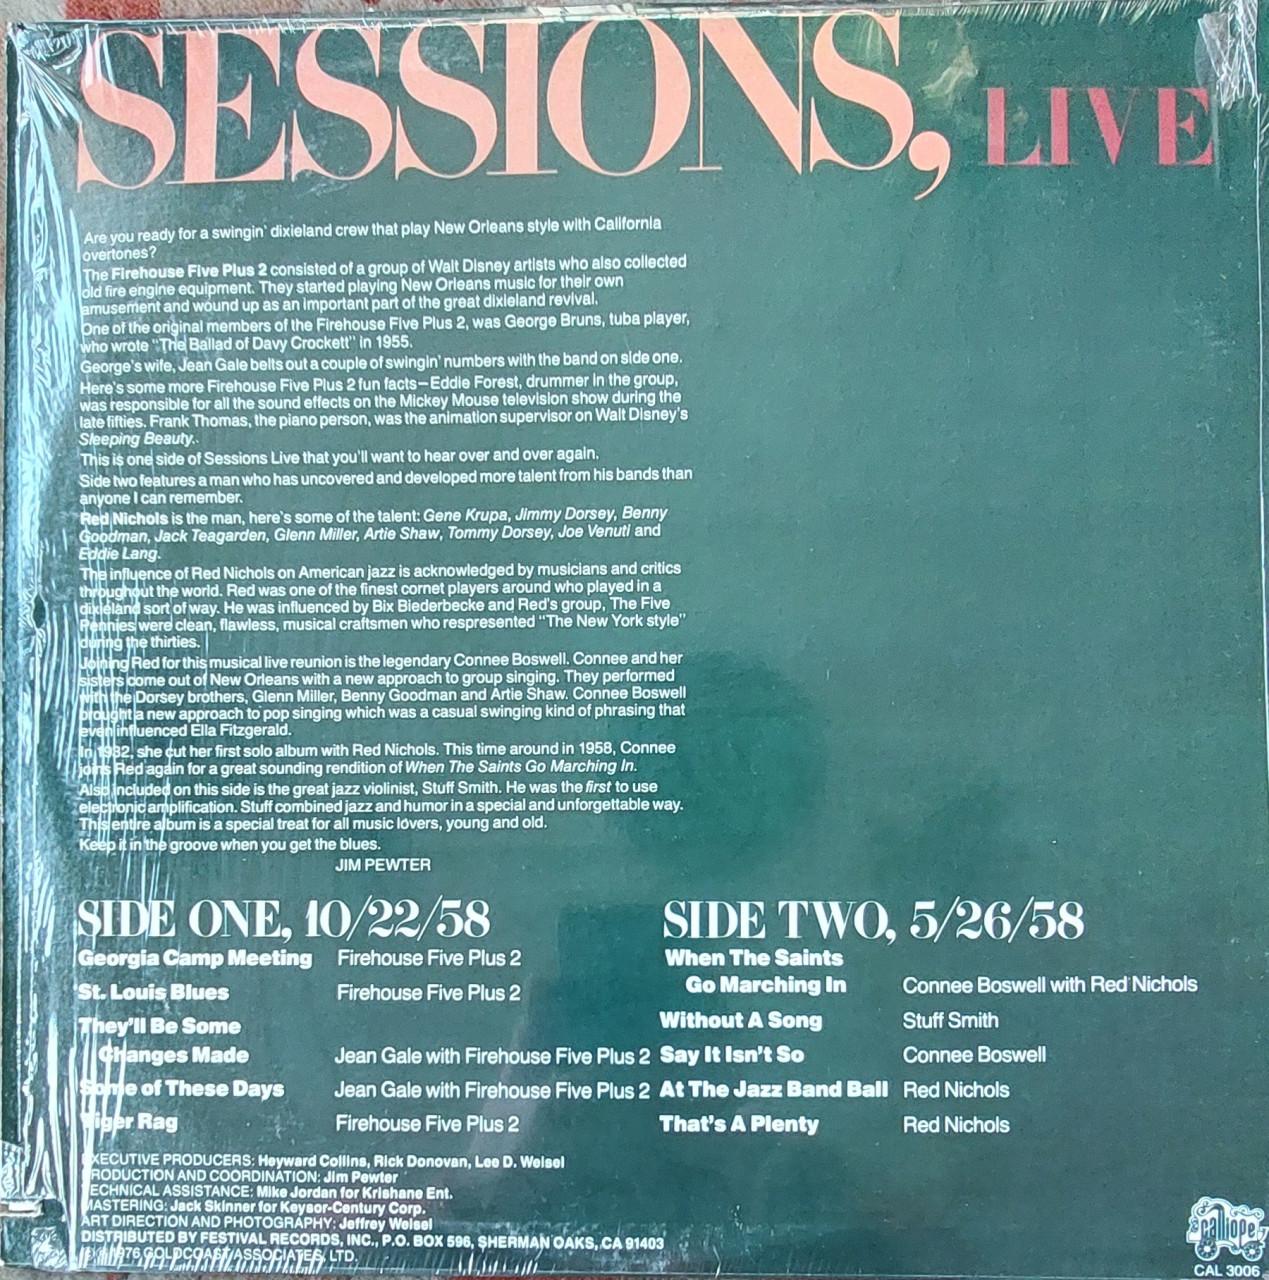 SESSIONS, LIVE
Are you ready for a swingin' dixieland crew that play New Orleans style with California
overtones?
The Firehouse Five Plus 2 consisted of a group of Walt Disney artists who also collected
old fire engine equipment. They started playing New Orleans music for their own
amusement and wound up as an important part of the great dixieland revival.
One of the original members of the Firehouse Five Plus 2, was George Bruns, tuba player,
who wrote "The Ballad of Davy Crockett" in 1955.
George's wife, Jean Gale belts out a couple of swingin' numbers with the band on side one.
Here's some more Firehouse Five Plus 2 fun facts—Eddie Forest, drummer in the group,
was responsible for all the sound effects on the Mickey Mouse television show during the
late fifties. Frank Thomas, the piano person, was the animation supervisor on Walt Disney's
Sleeping Beauty..
This is one side of Sessions Live that you'll want to hear over and over again.
Side two features a man who has uncovered and developed more talent from his bands than
anyone I can remember.
Red Nichols is the man, here's some of the talent: Gene Krupa, Jimmy Dorsey, Benny
Goodman, Jack Teagarden, Glenn Miller, Artie Shaw, Tommy Dorsey, Joe Venuti and
Eddie Lang.
The influence of Red Nichols on American jazz is acknowledged by musicians and critics
throughout the world. Red was one of the finest cornet players around who played in a
dixieland sort of way. He was influenced by Bix Biederbecke and Red's group, The Five
Pennies were clean, flawless, musical craftsmen who respresented "The New York style"
during the thirties.
Joining Red for this musical live reunion is the legendary Connee Boswell. Connee and her
sisters come out of New Orleans with a new approach to group singing. They performed
with the Dorsey brothers, Glenn Miller, Benny Goodman and Artie Shaw. Connee Boswell
brought a new approach to pop singing which was a casual swinging kind of phrasing that
even influenced Ella Fitzgerald.
In 1932, she cut her first solo album with Red Nichols. This time around in 1958, Connee
joins Red again for a great sounding rendition of When The Saints Go Marching In.
Also included on this side is the great jazz violinist, Stuff Smith. He was the first to use
electronic amplification. Stuff combined jazz and humor in a special and unforgettable way.
This entire album is a special treat for all music lovers, young and old.
Keep it in the groove when you get the blues.
JIM PEWTER
SIDE ONE, 10/22/58
Georgia Camp Meeting Firehouse Five Plus 2
St. Louis Blues Firehouse Five Plus 2
They'll Be Some
Changes Made Jean Gale with Firehouse Five Plus 2
Some of These Days Jean Gale with Firehouse Five Plus 2
Tiger Rag Firehouse Five Plus 2
SIDE TWO, 5/26/58
When The Saints
Go Marching In Connee Boswell with Red Nichols
Without A Song Stuff Smith
Say It Isn't So Connee Boswell
At The Jazz Band Ball Red Nichols
That's A Plenty Red Nichols
EXECUTIVE PRODUCERS: Heyward Collins, Rick Donovan, Lee D. Weisel
PRODUCTION AND COORDINATION: Jim Pewter
TECHNICAL ASSISTANCE: Mike Jordan for Krishane Ent.
MASTERING: Jack Skinner for Keysor-Century Corp.
ART DIRECTION AND PHOTOGRAPHY: Jeffrey Weisel
DISTRIBUTED BY FESTIVAL RECORDS, INC., P.O. BOX 596, SHERMAN OAKS, CA 91403
1976 GOLDCOAST ASSOCIATES, LTD.
Calliope
CAL 3006